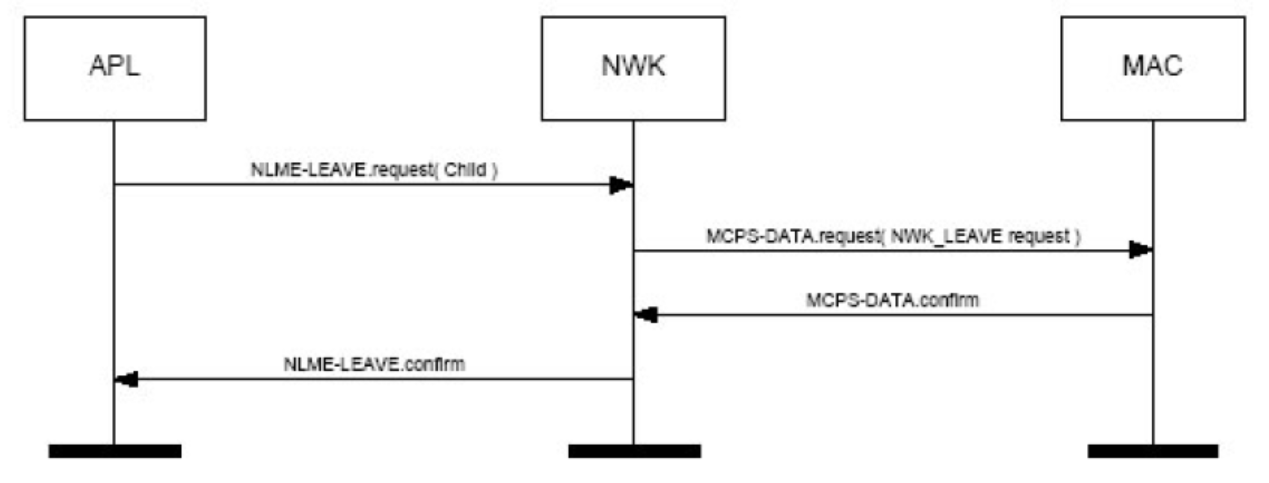 APL
NWK
MAC
NLME-LEAVE.request( Child )
MCPS-DATA.request( NWK_LEAVE request )
MCPS-DATA.confirm
NLME-LEAVE.confirm